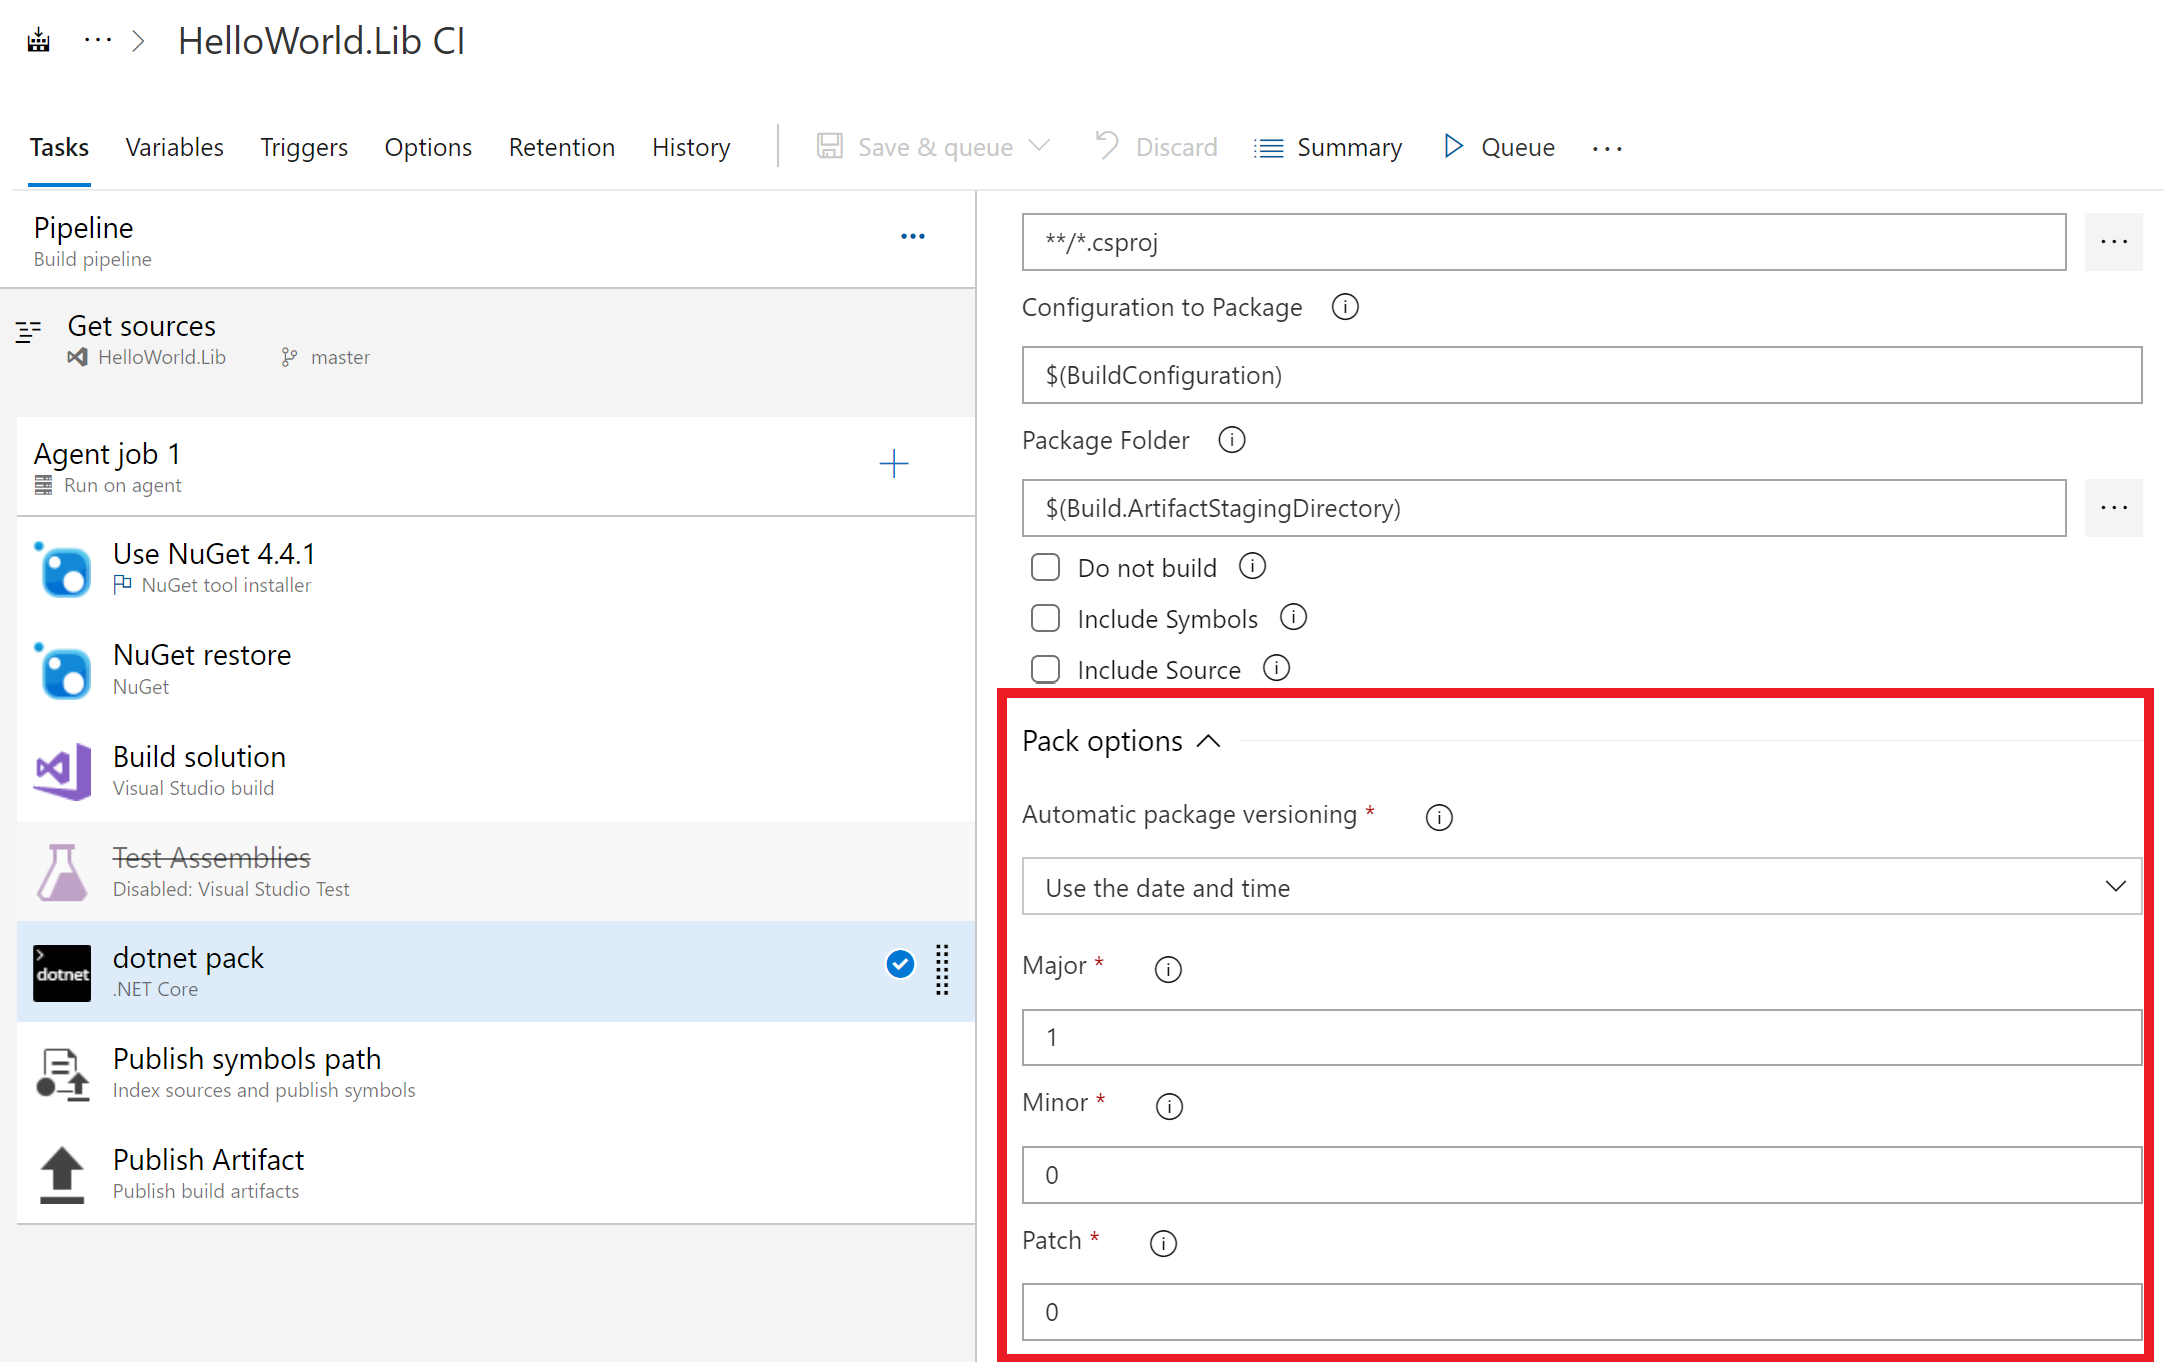 HelloWorld.Lib CI
Tasks Variables Triggers Options Retention History Save & queue Discard Summary Queue
Pipeline
Build pipeline
Get sources
HelloWorld.Lib master
Agent job 1
Run on agent
Use NuGet 4.4.1
NuGet tool installer
NuGet restore
NuGet
Build solution
Visual Studio build
Test Assemblies
Disabled: Visual Studio Test
dotnet
dotnet pack
.NET Core
Publish symbols path
Index sources and publish symbols
Publish Artifact
Publish build artifacts
**/*.csproj
Configuration to Package
$(BuildConfiguration)
Package Folder
$(Build.ArtifactStagingDirectory)
Do not build
Include Symbols
Include Source
Pack options
Automatic package versioning *
Use the date and time
Major *
1
Minor *
0
Patch *
0